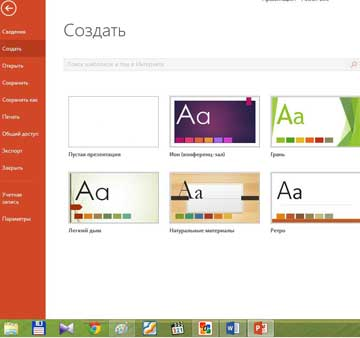 Создать
Сведения
Создать
Открыть
Сохранить
Сохранить как
Печать
Общий доступ
Экспорт
Закрыть
Учетная
запись
Параметры
Поиск шаблонов и тем в Интернете
Aa
Aa
Пустая презентация
Ион (конференц-зал)
Грань
Aa
Aa
Aa
Легкий дым
Натуральные материалы
Ретро